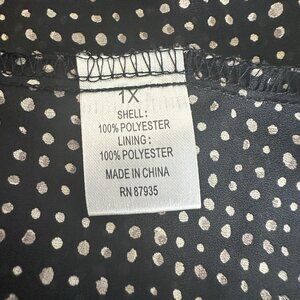 1X
SHELL:
100% POLYESTER
LINING:
100% POLYESTER
MADE IN CHINA
RN 87935